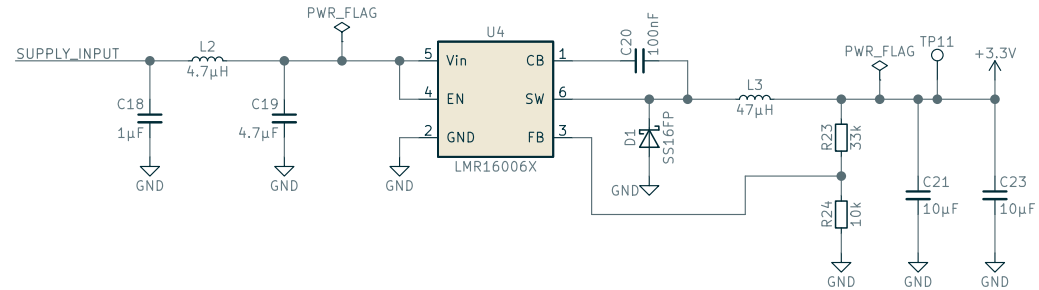 PWR_FLAG
U4
SUPPLY_INPUT
L2
4.7µH
5
Vin
CB
1
C20
100nF
PWR_FLAG
TP11
+3.3V
C18
1µF
C19
4.7µF
4
EN
SW
6
L3
47µH
2
GND
FB
3
D1
SS16FP
R23
33k
LMR16006X
GND
GND
GND
GND
R24
10k
C21
10µF
C23
10µF
GND
GND
GND